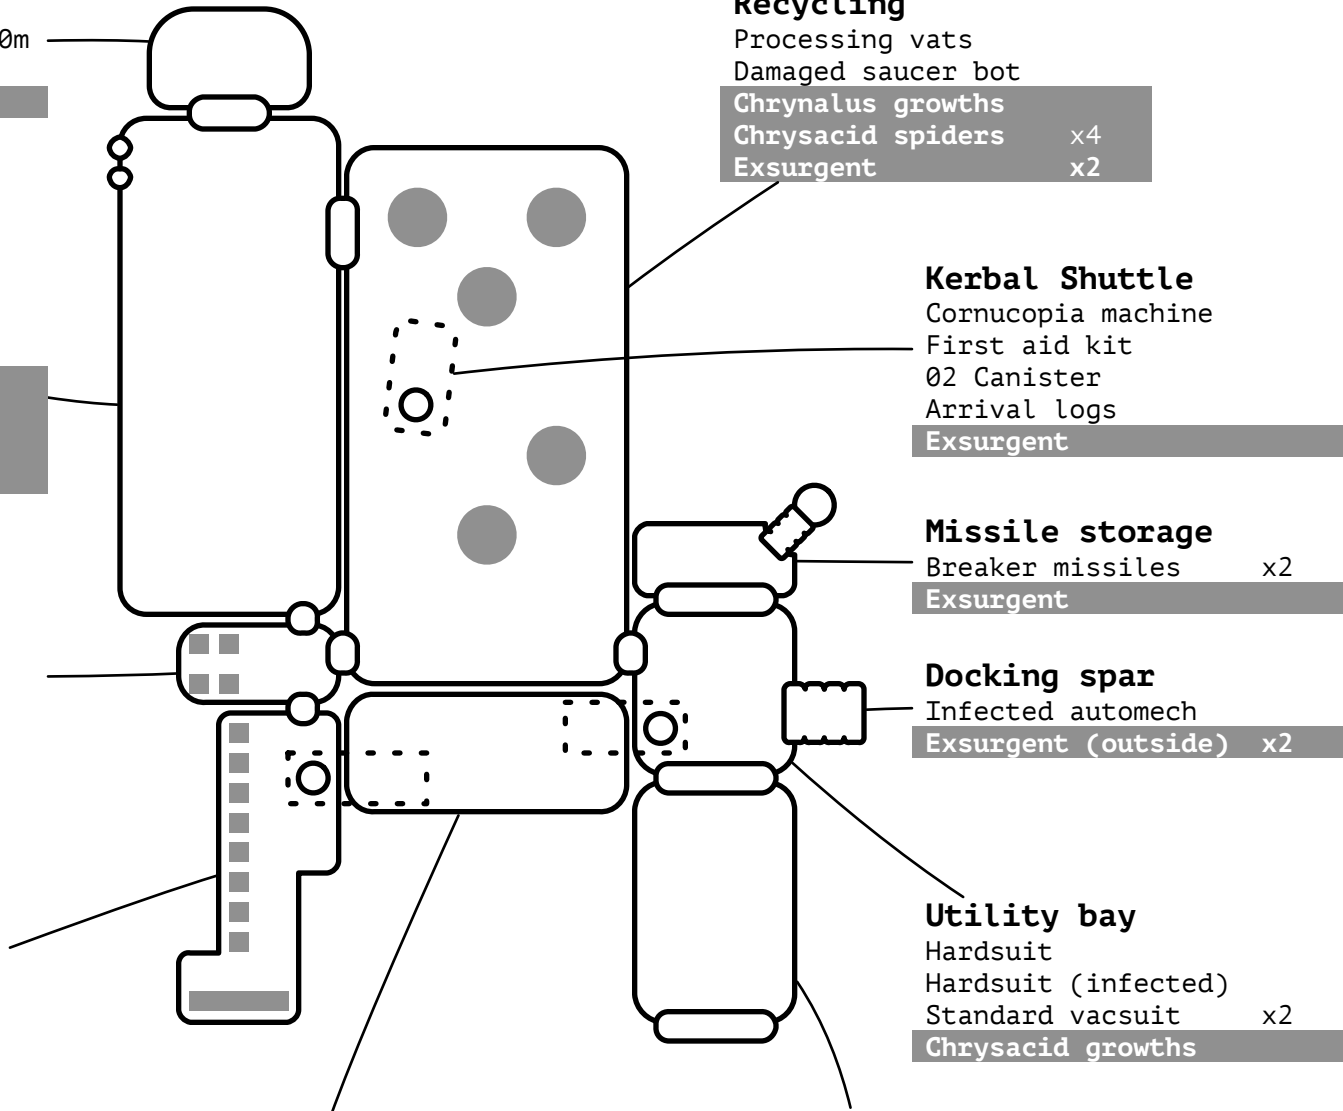 Recycling
0m
Processing vats
Damaged saucer bot
Chrynalus growths
Chrysacid spiders x4
Exsurgent x2
Kerbal Shuttle
Cornucopia machine
First aid kit
02 Canister
Arrival logs
Exsurgent
Missile storage
Breaker missiles x2
Exsurgent
Docking spar
Infected automech
Exsurgent (outside) x2
Utility bay
Hardsuit
Hardsuit (infected)
Standard vacsuit x2
Chrysacid growths